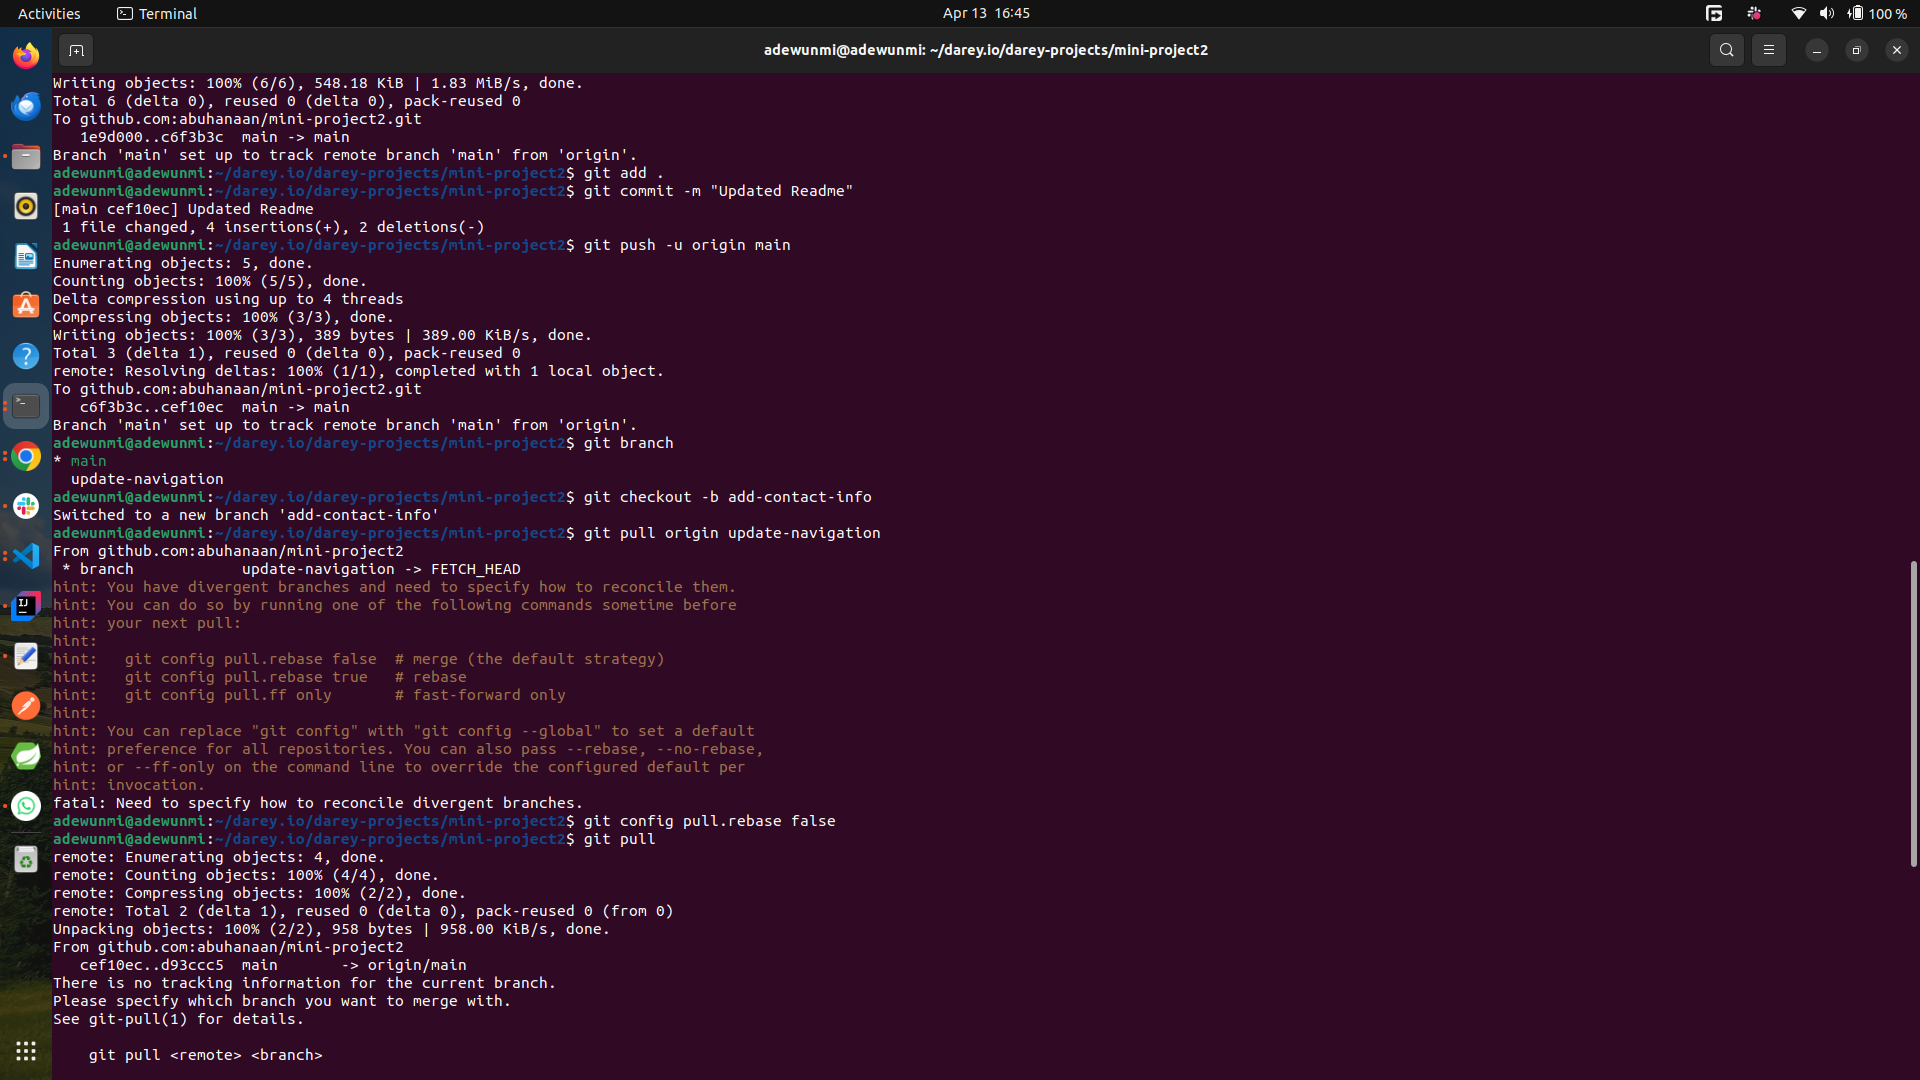 Activities
Terminal
Apr 13 16:45
100 %
adewunmi@adewunmi: ~/darey.io/darey-projects/mini-project2
Writing objects: 100% (6/6), 548.18 KiB | 1.83 MiB/s, done.
Total 6 (delta 0), reused 0 (delta 0), pack-reused 0
To github.com:abuhanaan/mini-project2.git
   1e9d000..c6f3b3c  main -> main
Branch 'main' set up to track remote branch 'main' from 'origin'.
adewunmi@adewunmi:~/darey.io/darey-projects/mini-project2$ git add .
adewunmi@adewunmi:~/darey.io/darey-projects/mini-project2$ git commit -m "Updated Readme"
[main cef10ec] Updated Readme
 1 file changed, 4 insertions(+), 2 deletions(-)
adewunmi@adewunmi:~/darey.io/darey-projects/mini-project2$ git push -u origin main
Enumerating objects: 5, done.
Counting objects: 100% (5/5), done.
Delta compression using up to 4 threads
Compressing objects: 100% (3/3), done.
Writing objects: 100% (3/3), 389 bytes | 389.00 KiB/s, done.
Total 3 (delta 1), reused 0 (delta 0), pack-reused 0
remote: Resolving deltas: 100% (1/1), completed with 1 local object.
To github.com:abuhanaan/mini-project2.git
   c6f3b3c..cef10ec  main -> main
Branch 'main' set up to track remote branch 'main' from 'origin'.
adewunmi@adewunmi:~/darey.io/darey-projects/mini-project2$ git branch
* main
  update-navigation
adewunmi@adewunmi:~/darey.io/darey-projects/mini-project2$ git checkout -b add-contact-info
Switched to a new branch 'add-contact-info'
adewunmi@adewunmi:~/darey.io/darey-projects/mini-project2$ git pull origin update-navigation
From github.com:abuhanaan/mini-project2
 * branch            update-navigation -> FETCH_HEAD
hint: You have divergent branches and need to specify how to reconcile them.
hint: You can do so by running one of the following commands sometime before
hint: your next pull:
hint:
hint:   git config pull.rebase false  # merge (the default strategy)
hint:   git config pull.rebase true   # rebase
hint:   git config pull.ff only       # fast-forward only
hint:
hint: You can replace "git config" with "git config --global" to set a default
hint: preference for all repositories. You can also pass --rebase, --no-rebase,
hint: or --ff-only on the command line to override the configured default per
hint: invocation.
fatal: Need to specify how to reconcile divergent branches.
adewunmi@adewunmi:~/darey.io/darey-projects/mini-project2$ git config pull.rebase false
adewunmi@adewunmi:~/darey.io/darey-projects/mini-project2$ git pull
remote: Enumerating objects: 4, done.
remote: Counting objects: 100% (4/4), done.
remote: Compressing objects: 100% (2/2), done.
remote: Total 2 (delta 1), reused 0 (delta 0), pack-reused 0 (from 0)
Unpacking objects: 100% (2/2), 958 bytes | 958.00 KiB/s, done.
From github.com:abuhanaan/mini-project2
   cef10ec..d93ccc5  main       -> origin/main
There is no tracking information for the current branch.
Please specify which branch you want to merge with.
See git-pull(1) for details.
    git pull <remote> <branch>